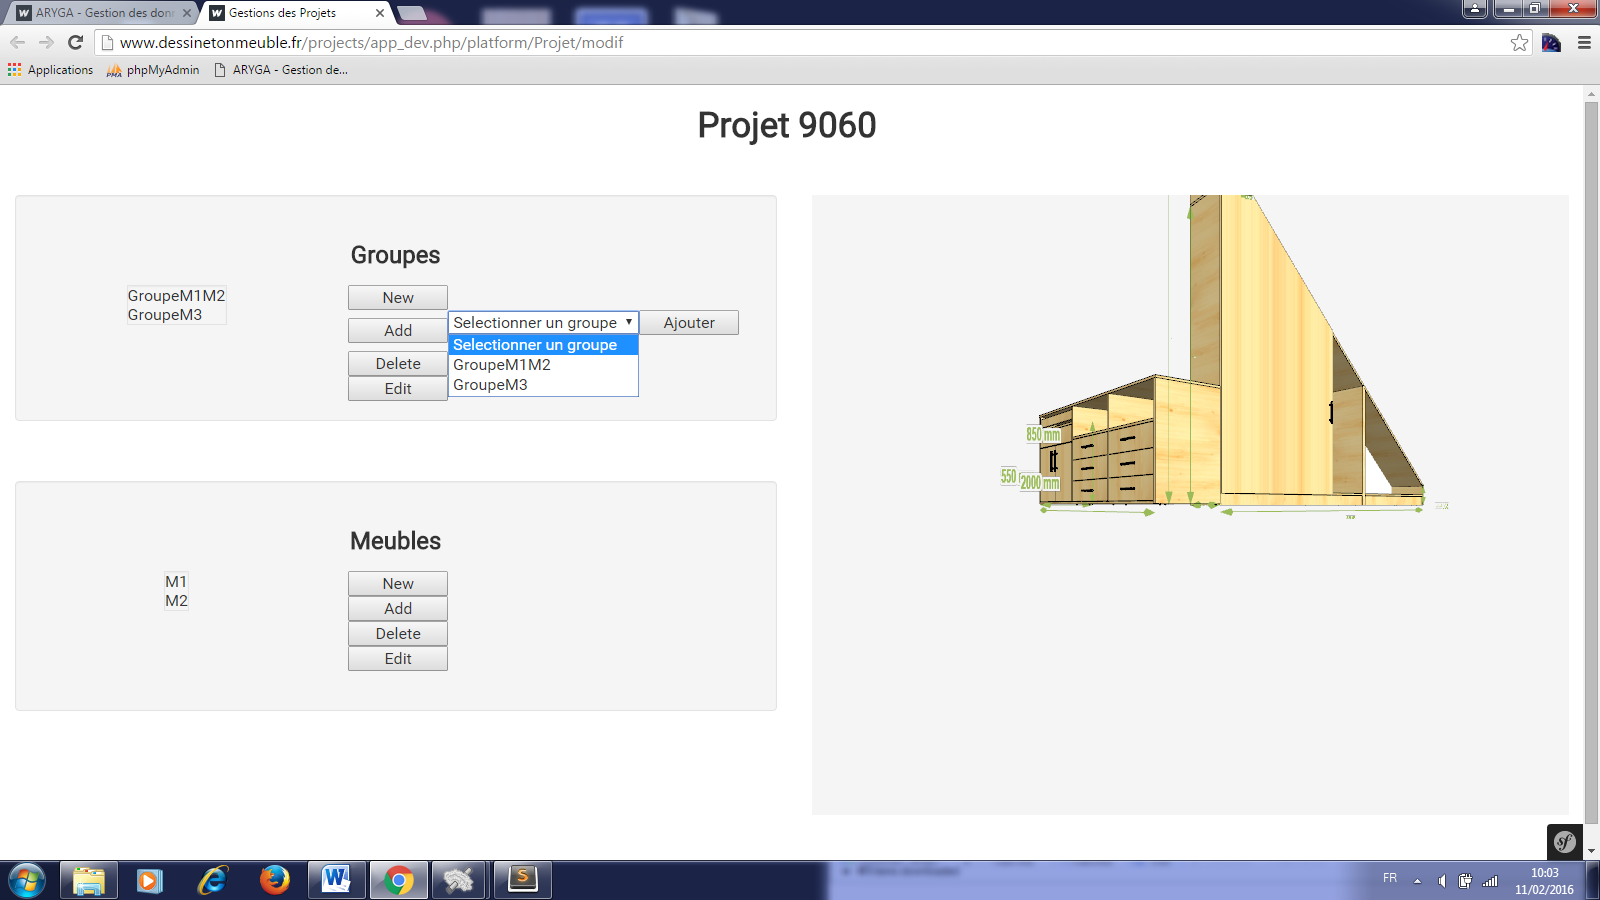 ARYGA - Gestion des don
Gestions des Projets
www.dessinetonmeuble.fr/projects/app_dev.php/platform/Projet/modif
Applications
phpMyAdmin
ARYGA - Gestion de...
Projet 9060
Groupes
GroupeM1M2
GroupeM3
New
Add
Selectionner un groupe
Ajouter
Selectionner un groupe
GroupeM1M2
GroupeM3
Delete
Edit
850 mm
550
2000 mm
Meubles
M1
M2
New
Add
Delete
Edit
FR
10:03
11/02/2016